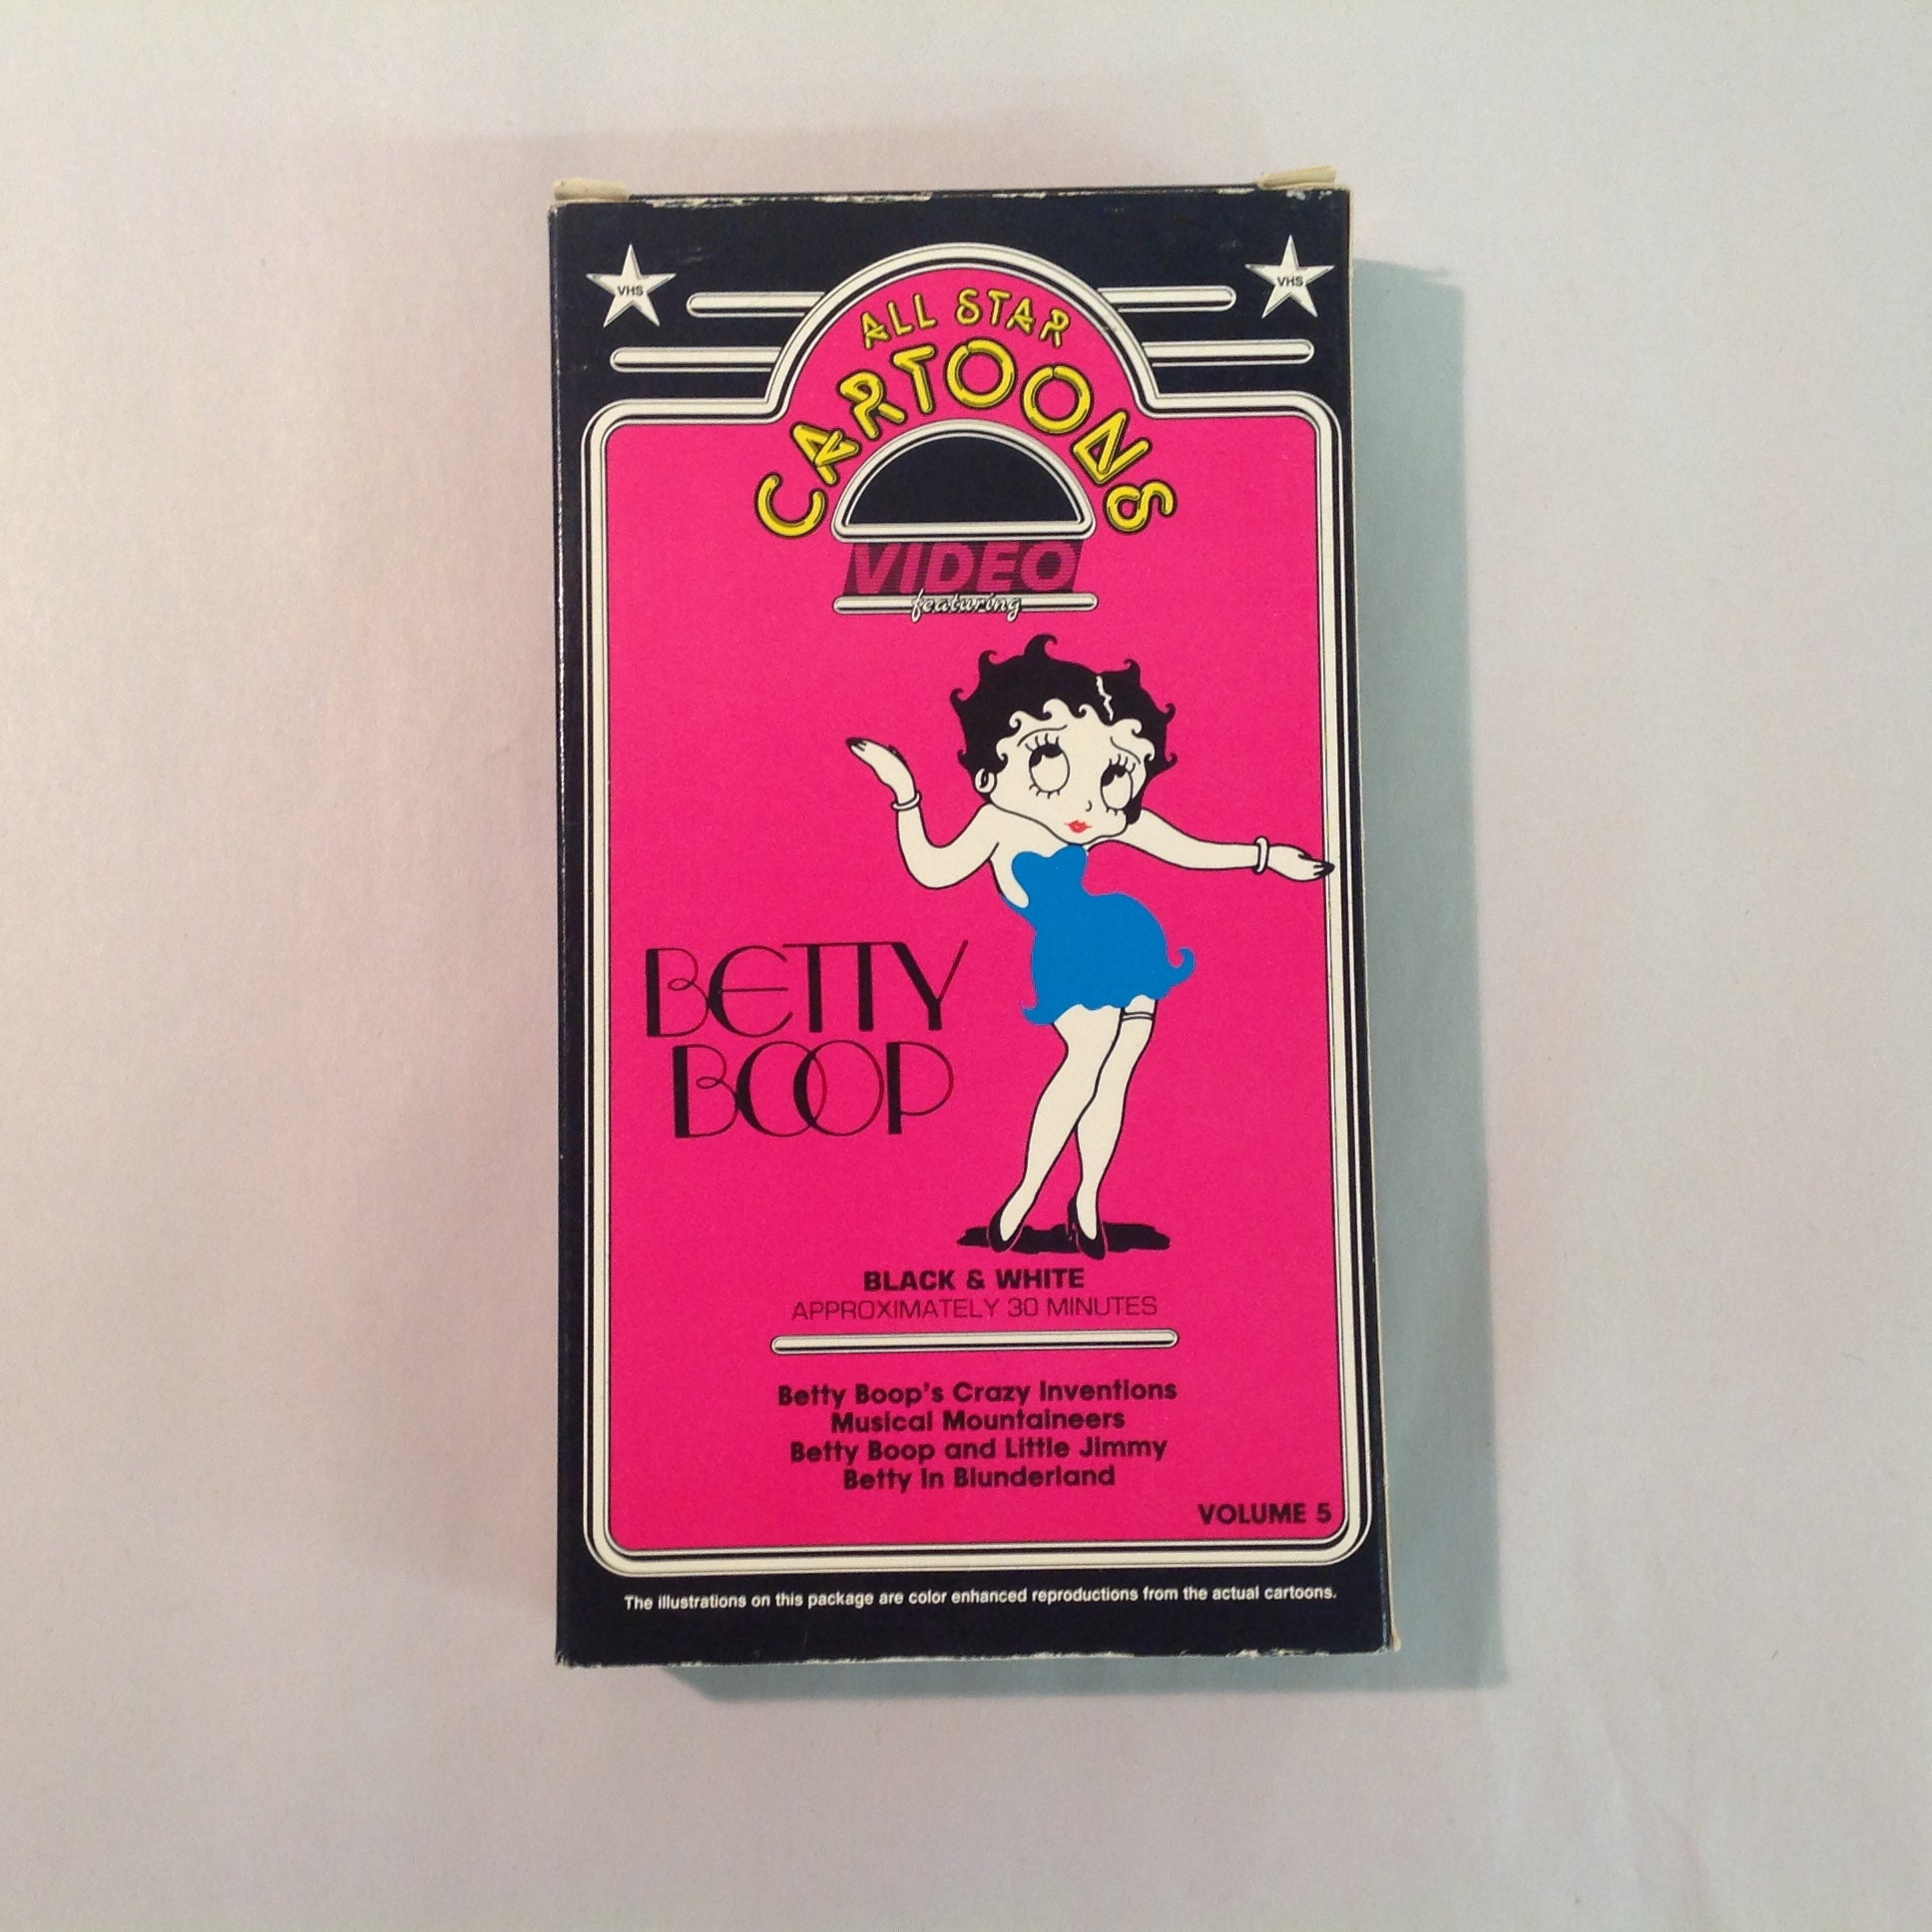 VHS
VHS
ALL STAR
CARTOONS
VIDEO
featuring
BETTY
BOOP
BLACK & WHITE
APPROXIMATELY 30 MINUTES
Betty Boop's Crazy Inventions
Musical Mountaineers
Betty Boop and Little Jimmy
Betty In Blunderland
VOLUME 5
The illustrations on this package are color enhanced reproductions from the actual cartoons.